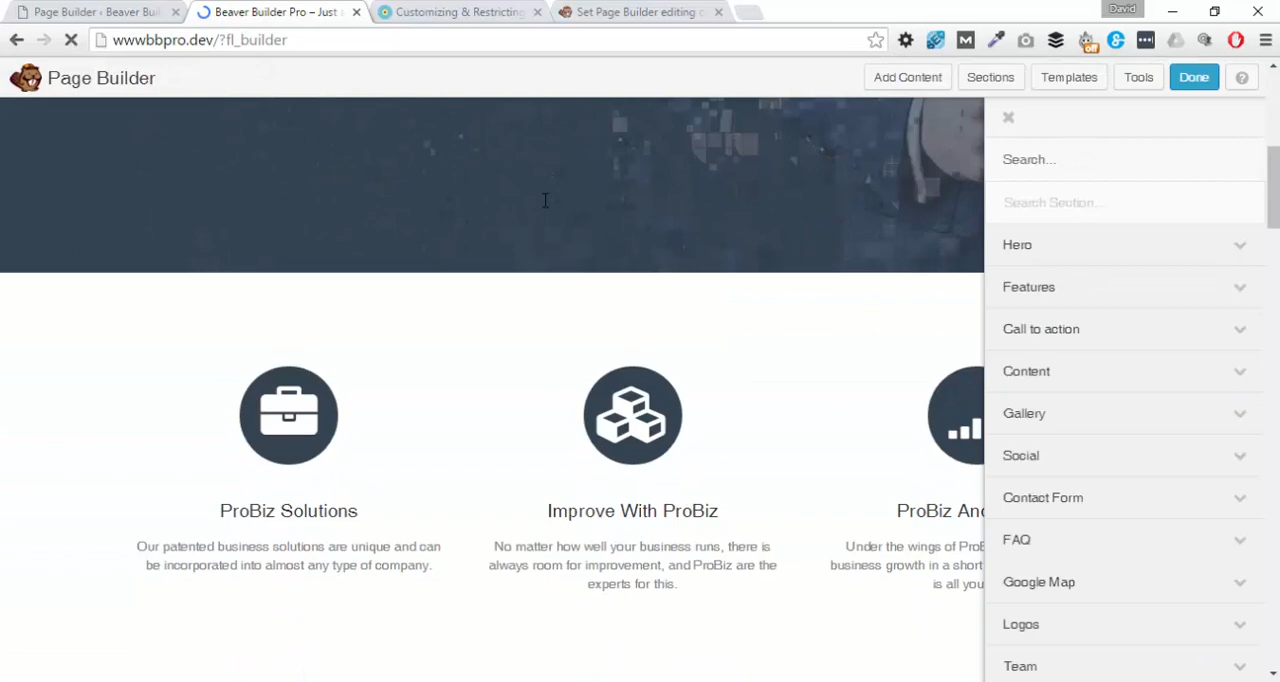 Page Builder ‹ Beaver Bui
Beaver Builder Pro – Just
Customizing & Restricting
Set Page Builder editing
David
wwwbbpro.dev/?fl_builder
Page Builder
Add Content
Sections
Templates
Tools
Done
?
Search...
Search Section...
Hero
Features
Call to action
Content
Gallery
Social
Contact Form
FAQ
Google Map
Logos
Team
ProBiz Solutions
Our patented business solutions are unique and can
be incorporated into almost any type of company.
Improve With ProBiz
No matter how well your business runs, there is
always room for improvement, and ProBiz are the
experts for this.
ProBiz And
Under the wings of ProB
business growth in a short
is all you